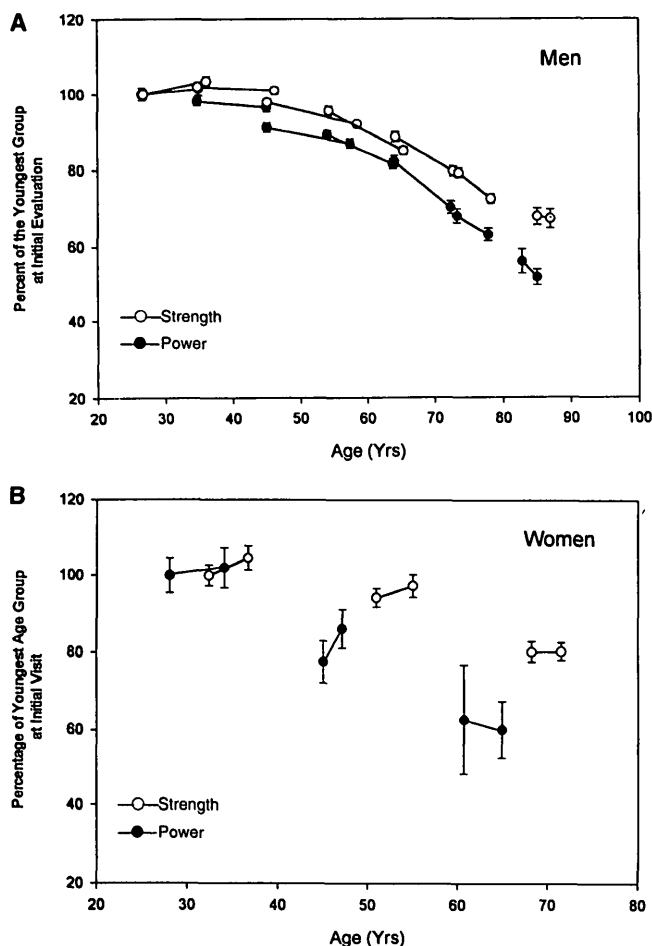 A
Men
Percent of the Youngest Group
at Initial Evaluation
120
100
80
60
40
20
Strength
Power
20 30 40 50 60 70 80 90 100
Age (Yrs)
B
Women
Percentage of Youngest Age Group
at Initial Visit
120
100
80
60
40
20
Strength
Power
20 30 40 50 60 70 80
Age (Yrs)